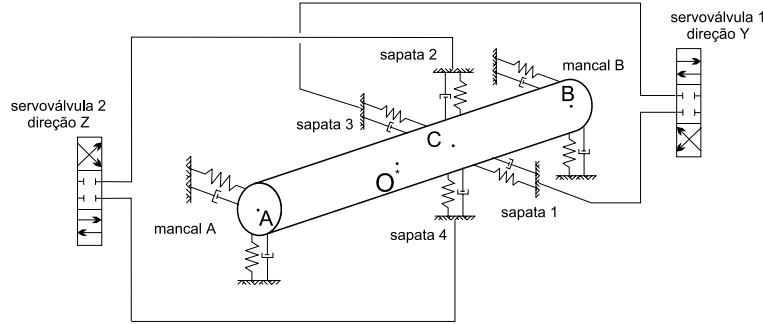 servoválvula 1
direção Y
sapata 2
mancal B
servoválvula 2
direção Z
B
sapata 3
C
O*
A
sapata 1
mancal A
sapata 4